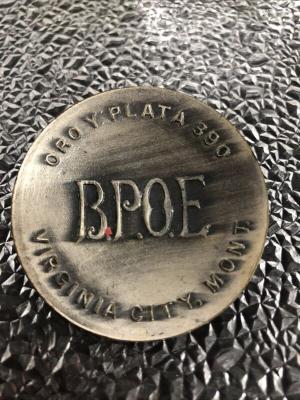 ORO Y PLATA 390
B.P.O.E
VIRGINIA CITY, MONT.